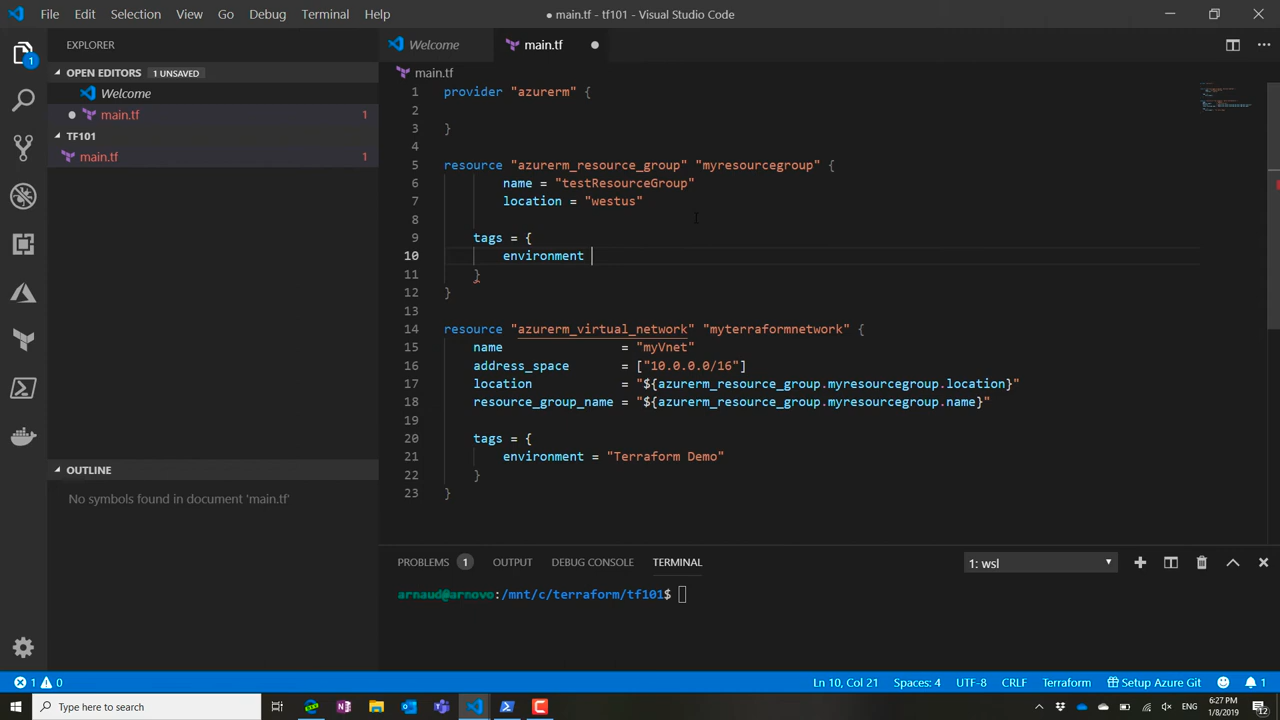 File Edit Selection View Go Debug Terminal Help
● main.tf - tf101 - Visual Studio Code
EXPLORER
OPEN EDITORS 1 UNSAVED
Welcome
main.tf 1
TF101
main.tf 1
OUTLINE
No symbols found in document 'main.tf'
1
Welcome
main.tf
main.tf
1 provider "azurerm" {
2
3 }
4
5 resource "azurerm_resource_group" "myresourcegroup" {
6 name = "testResourceGroup"
7 location = "westus"
8
9 tags = {
10 environment
11 }
12 }
13
14 resource "azurerm_virtual_network" "myterraformnetwork" {
15 name = "myVnet"
16 address_space = ["10.0.0.0/16"]
17 location = "${azurerm_resource_group.myresourcegroup.location}"
18 resource_group_name = "${azurerm_resource_group.myresourcegroup.name}"
19
20 tags = {
21 environment = "Terraform Demo"
22 }
23 }
PROBLEMS 1 OUTPUT DEBUG CONSOLE TERMINAL 1: wsl
arnaud@arnovo:/mnt/c/terraform/tf101$
1 0 Ln 10, Col 21 Spaces: 4 UTF-8 CRLF Terraform Setup Azure Git 1
Type here to search
ENG
6:27 PM
1/8/2019
12